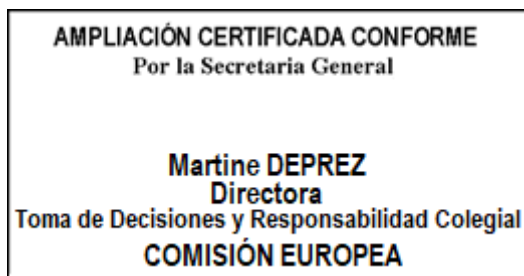 AMPLIACIÓN CERTIFICADA CONFORME
Por la Secretaria General
Martine DEPREZ
Directora
Toma de Decisiones y Responsabilidad Colegial
COMISIÓN EUROPEA